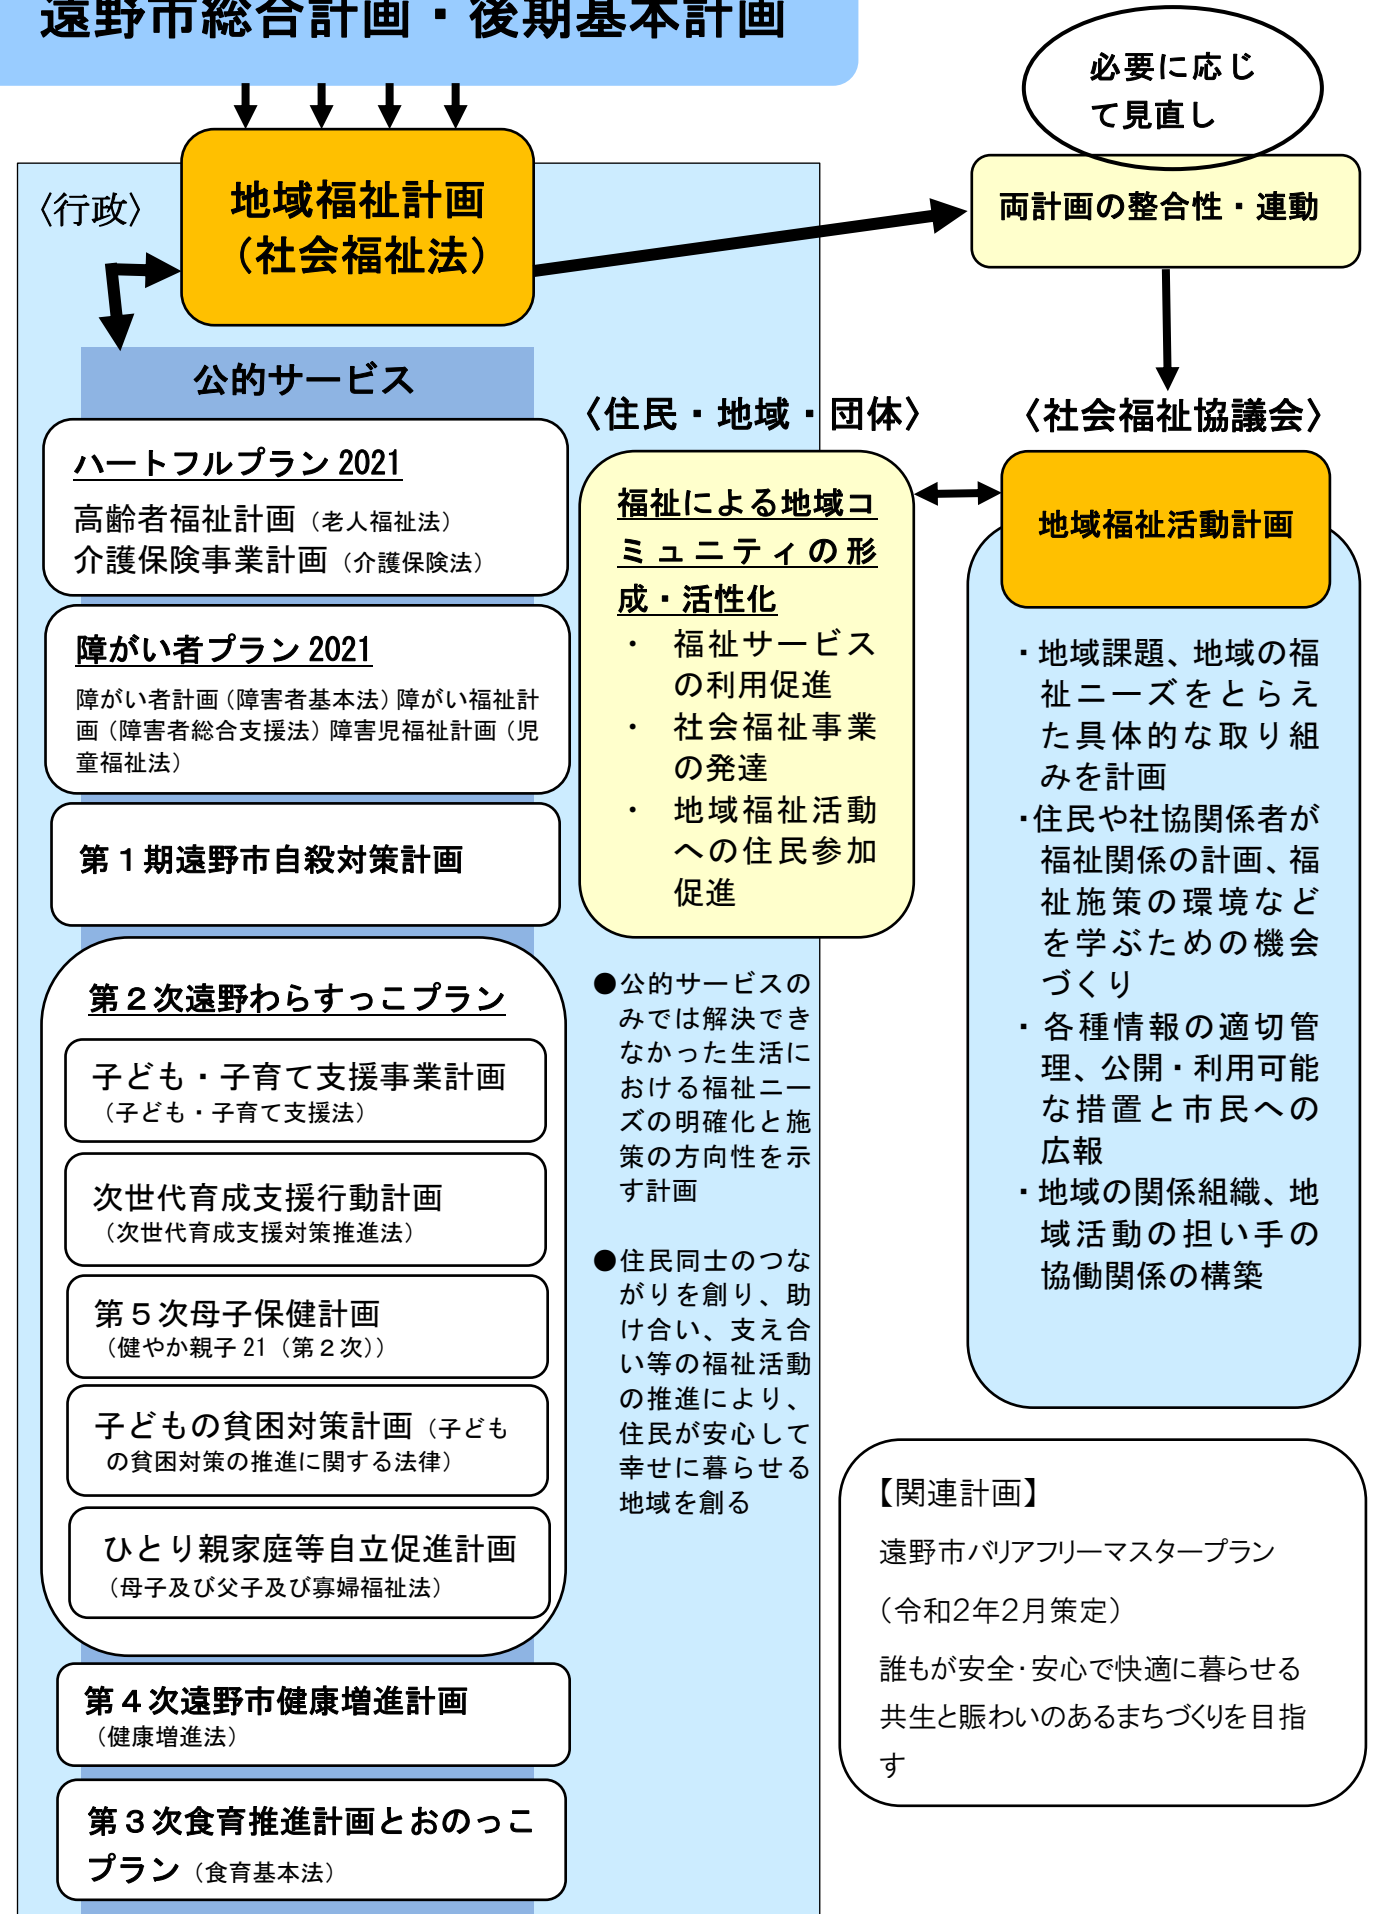 遠野市総合計画・後期基本計画
必要に応じ
て見直し
両計画の整合性・連動
〈行政〉
地域福祉計画
（社会福祉法）
公的サービス
ハートフルプラン 2021
高齢者福祉計画（老人福祉法）
介護保険事業計画（介護保険法）
障がい者プラン 2021
障がい者計画（障害者基本法）障がい福祉計
画（障害者総合支援法）障害児福祉計画（児
童福祉法）
第１期遠野市自殺対策計画
第２次遠野わらすっこプラン
子ども・子育て支援事業計画
（子ども・子育て支援法）
次世代育成支援行動計画
（次世代育成支援対策推進法）
第５次母子保健計画
（健やか親子 21（第２次））
子どもの貧困対策計画（子ども
の貧困対策の推進に関する法律）
ひとり親家庭等自立促進計画
（母子及び父子及び寡婦福祉法）
第４次遠野市健康増進計画
（健康増進法）
第３次食育推進計画とおのっこ
プラン（食育基本法）
〈住民・地域・団体〉
福祉による地域コ
ミュニティの形
成・活性化
・ 福祉サービス
の利用促進
・ 社会福祉事業
の発達
・ 地域福祉活動
への住民参加
促進
●公的サービスの
みでは解決でき
なかった生活に
おける福祉ニー
ズの明確化と施
策の方向性を示
す計画
●住民同士のつな
がりを創り、助
け合い、支え合
い等の福祉活動
の推進により、
住民が安心して
幸せに暮らせる
地域を創る
〈社会福祉協議会〉
地域福祉活動計画
・地域課題、地域の福
祉ニーズをとらえ
た具体的な取り組
みを計画
・住民や社協関係者が
福祉関係の計画、福
祉施策の環境など
を学ぶための機会
づくり
・各種情報の適切管
理、公開・利用可能
な措置と市民への
広報
・地域の関係組織、地
域活動の担い手の
協働関係の構築
【関連計画】
遠野市バリアフリーマスタープラン
（令和2年2月策定）
誰もが安全・安心で快適に暮らせる
共生と賑わいのあるまちづくりを目指
す